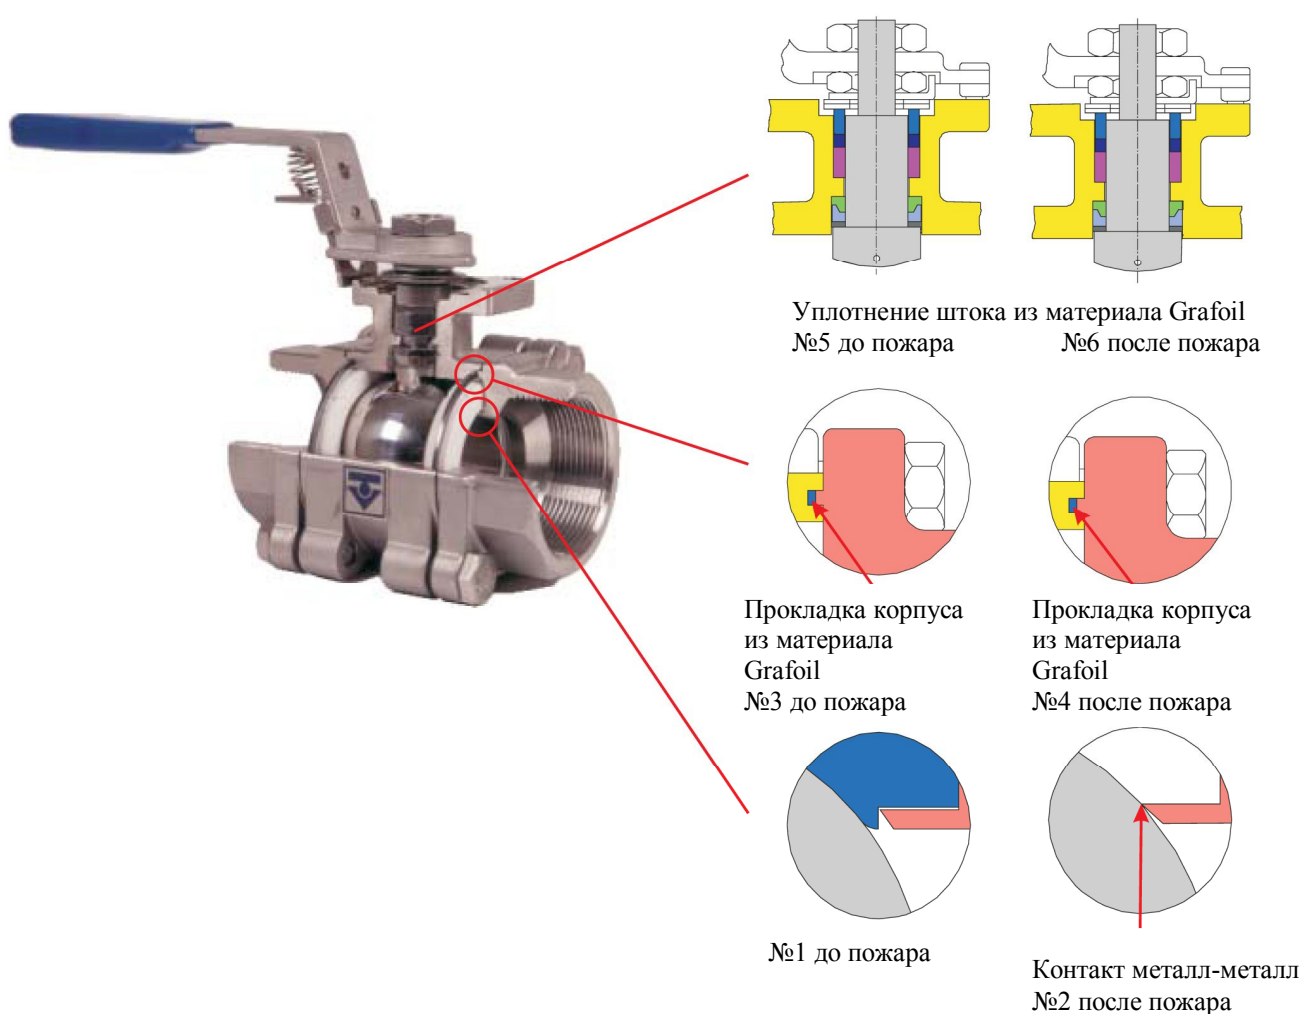 Уплотнение штока из материала Grafoil
№5 до пожара
№6 после пожара
Прокладка корпуса
из материала
Grafoil
№3 до пожара
Прокладка корпуса
из материала
Grafoil
№4 после пожара
№1 до пожара
Контакт металл-металл
№2 после пожара